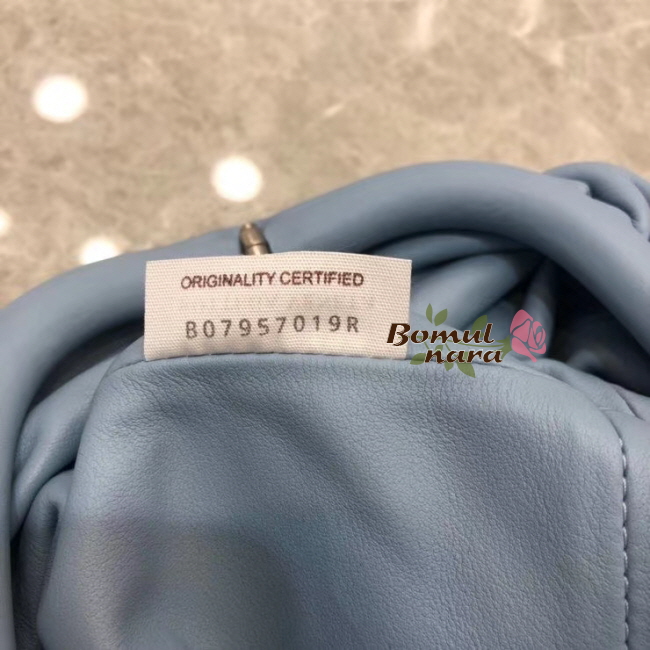 ORIGINALITY CERTIFIED
B07957019R
Bomul
nara